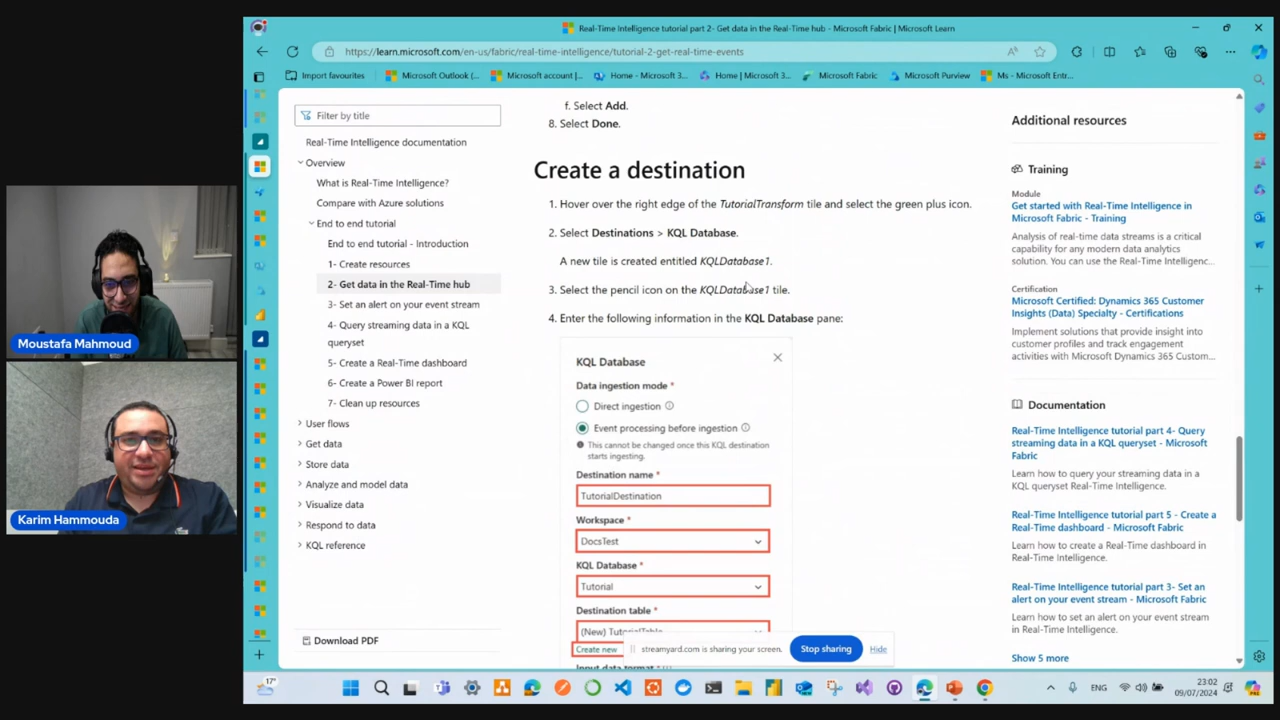 Real-Time Intelligence tutorial part 2- Get data in the Real-Time hub - Microsoft Fabric | Microsoft Learn
https://learn.microsoft.com/en-us/fabric/real-time-intelligence/tutorial-2-get-real-time-events
Import favourites
Microsoft Outlook (...
Microsoft account |...
Home - Microsoft 3...
Home | Microsoft 3...
Microsoft Fabric
Microsoft Purview
Ms - Microsoft Entr...
Filter by title
Real-Time Intelligence documentation
Overview
What is Real-Time Intelligence?
Compare with Azure solutions
End to end tutorial
End to end tutorial - Introduction
1- Create resources
2- Get data in the Real-Time hub
3- Set an alert on your event stream
4- Query streaming data in a KQL
queryset
5- Create a Real-Time dashboard
6- Create a Power BI report
7- Clean up resources
User flows
Get data
Store data
Analyze and model data
Visualize data
Respond to data
KQL reference
Download PDF
f. Select Add.
8. Select Done.
Create a destination
1. Hover over the right edge of the TutorialTransform tile and select the green plus icon.
2. Select Destinations > KQL Database.
A new tile is created entitled KQLDatabase1.
3. Select the pencil icon on the KQLDatabase1 tile.
4. Enter the following information in the KQL Database pane:
KQL Database
Data ingestion mode *
Direct ingestion
Event processing before ingestion
This cannot be changed once this KQL destination
starts ingesting.
Destination name *
TutorialDestination
Workspace *
DocsTest
KQL Database *
Tutorial
Destination table *
(New) TutorialTable
Create new
Input data format *
streamyard.com is sharing your screen.
Stop sharing
Hide
Additional resources
Training
Module
Get started with Real-Time Intelligence in
Microsoft Fabric - Training
Analysis of real-time data streams is a critical
capability for any modern data analytics
solution. You can use the Real-Time Intelligenc...
Certification
Microsoft Certified: Dynamics 365 Customer
Insights (Data) Specialty - Certifications
Implement solutions that provide insight into
customer profiles and track engagement
activities with Microsoft Dynamics 365 Custom...
Documentation
Real-Time Intelligence tutorial part 4- Query
streaming data in a KQL queryset - Microsoft
Fabric
Learn how to query your streaming data in a
KQL queryset Real-Time Intelligence.
Real-Time Intelligence tutorial part 5 - Create a
Real-Time dashboard - Microsoft Fabric
Learn how to create a Real-Time dashboard in
Real-Time Intelligence.
Real-Time Intelligence tutorial part 3- Set an
alert on your event stream - Microsoft Fabric
Learn how to set an alert on your event stream in
Real-Time Intelligence.
Show 5 more
Moustafa Mahmoud
Karim Hammouda
17°
ENG
23:02
09/07/2024